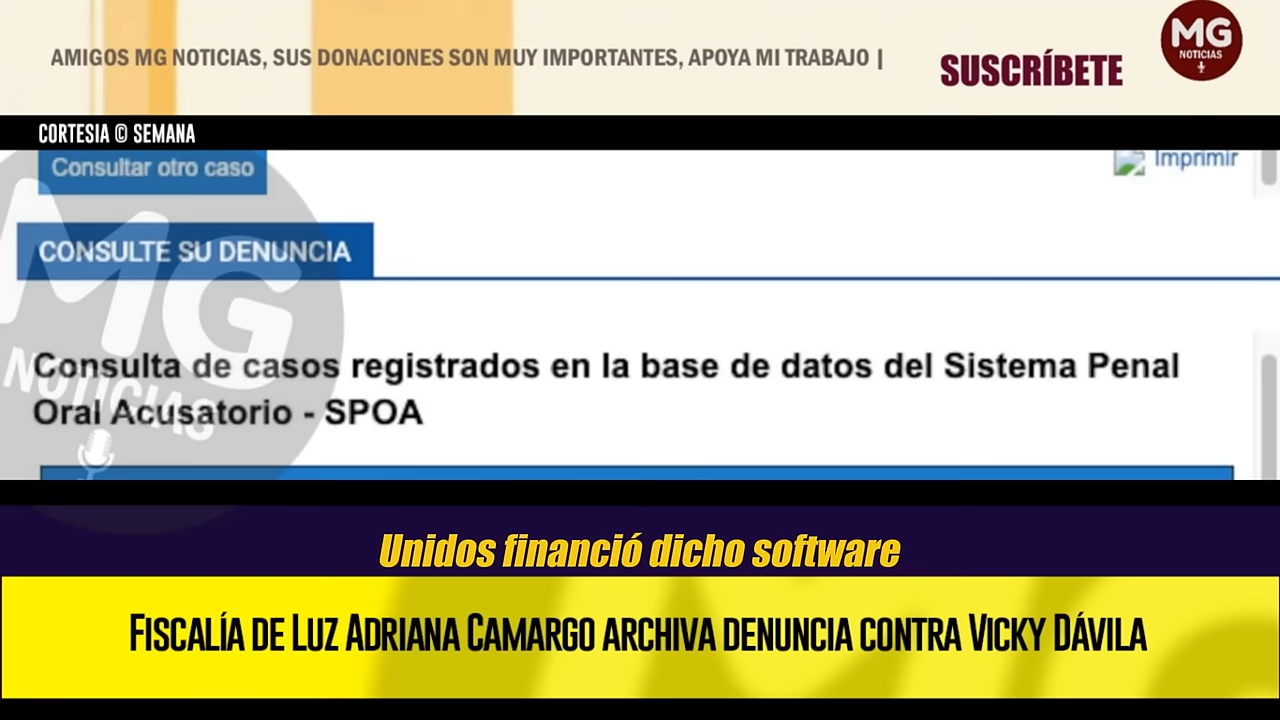 AMIGOS MG NOTICIAS, SUS DONACIONES SON MUY IMPORTANTES, APOYA MI TRABAJO |
SUSCRÍBETE
MG
NOTICIAS
CORTESIA © SEMANA
Consultar otro caso
Imprimir
CONSULTE SU DENUNCIA
MG
NOTICIAS
Consulta de casos registrados en la base de datos del Sistema Penal
Oral Acusatorio - SPOA
Unidos financió dicho software
FISCALÍA DE LUZ ADRIANA CAMARGO ARCHIVA DENUNCIA CONTRA VICKY DÁVILA